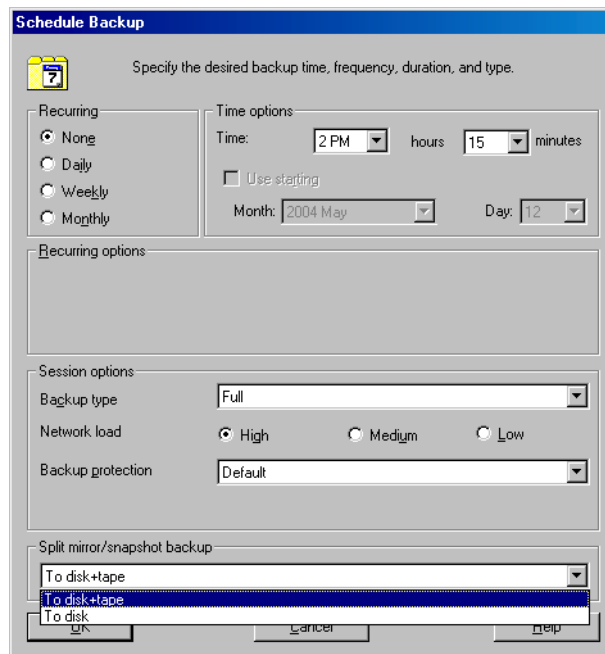 Schedule Backup
7
Specify the desired backup time, frequency, duration, and type.
Recurring
None
Daily
Weekly
Monthly
Time options
Time: 2 PM hours 15 minutes
Use starting
Month: 2004 May Day: 12
Recurring options
Session options
Backup type Full
Network load High Medium Low
Backup protection Default
Split mirror/snapshot backup
To disk+tape
To disk+tape
To disk
OK Cancel Help